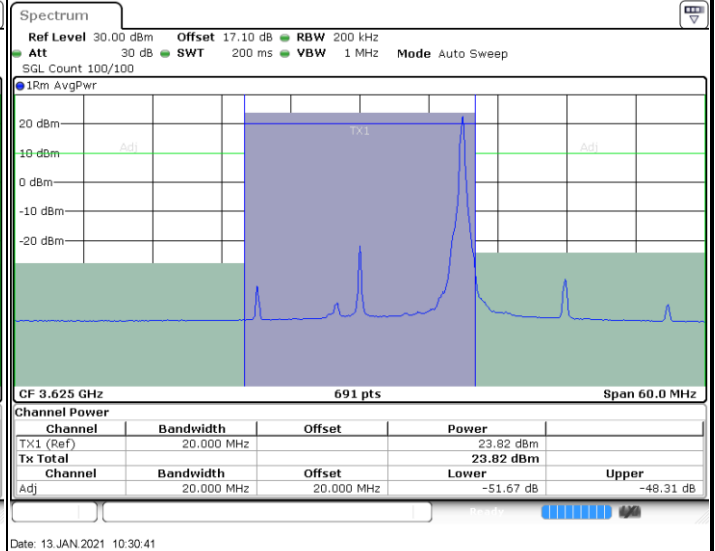 Spectrum
Ref Level 30.00 dBm Offset 17.10 dB RBW 200 kHz
Att 30 dB SWT 200 ms VBW 1 MHz Mode Auto Sweep
SGL Count 100/100
1Rm AvgPwr
20 dBm
TX1
10 dBm
Adj
Adj
0 dBm
-10 dBm
-20 dBm
CF 3.625 GHz 691 pts Span 60.0 MHz
Channel Power
Channel Bandwidth Offset Power
TX1 (Ref) 20.000 MHz 23.82 dBm
Tx Total 23.82 dBm
Channel Bandwidth Offset Lower Upper
Adj 20.000 MHz 20.000 MHz -51.67 dB -48.31 dB
Ready
Date: 13.JAN.2021 10:30:41